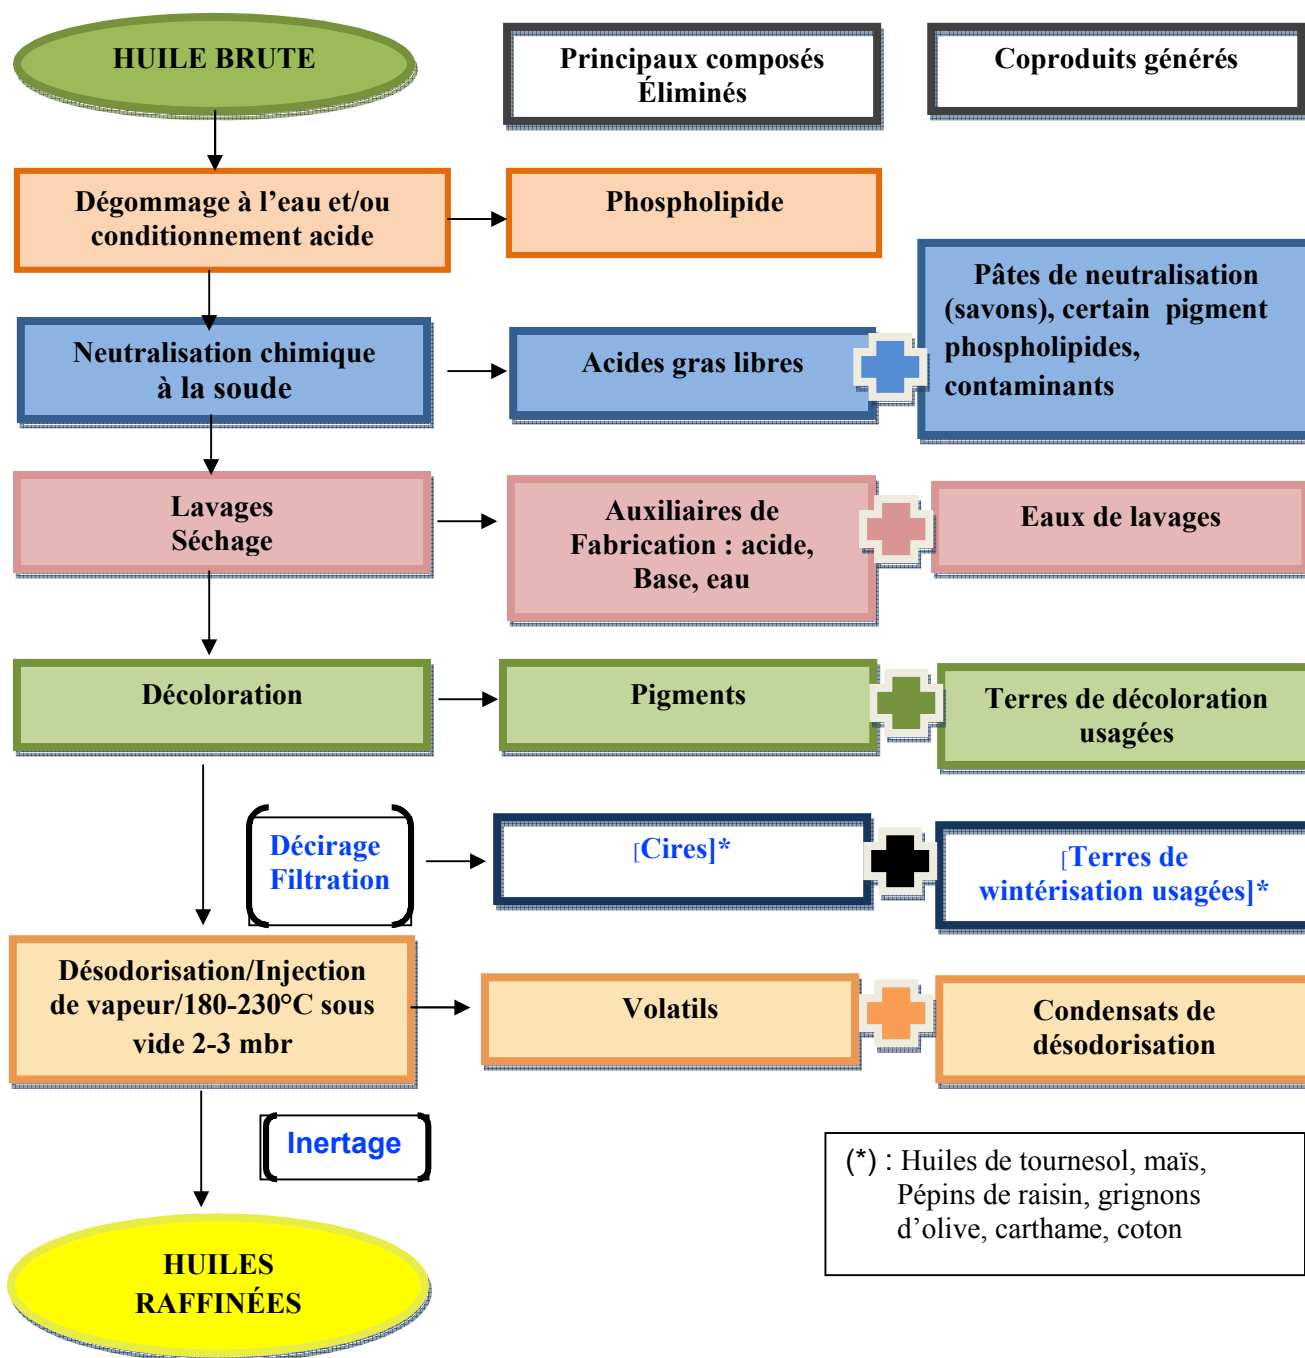 HUILE BRUTE
Principaux composés
Éliminés
Coproduits générés
Dégommage à l'eau et/ou
conditionnement acide
Phospholipide
Neutralisation chimique
à la soude
Acides gras libres
Pâtes de neutralisation
(savons), certain pigment
phospholipides,
contaminants
Lavages
Séchage
Auxiliaires de
Fabrication : acide,
Base, eau
Eaux de lavages
Décoloration
Pigments
Terres de décoloration
usagées
Décirage
Filtration
[Cires]*
[Terres de
wintérisation usagées]*
Désodorisation/Injection
de vapeur/180-230°C sous
vide 2-3 mbr
Volatils
Condensats de
désodorisation
Inertage
(*) : Huiles de tournesol, maïs,
Pépins de raisin, grignons
d'olive, carthame, coton
HUILES
RAFFINÉES